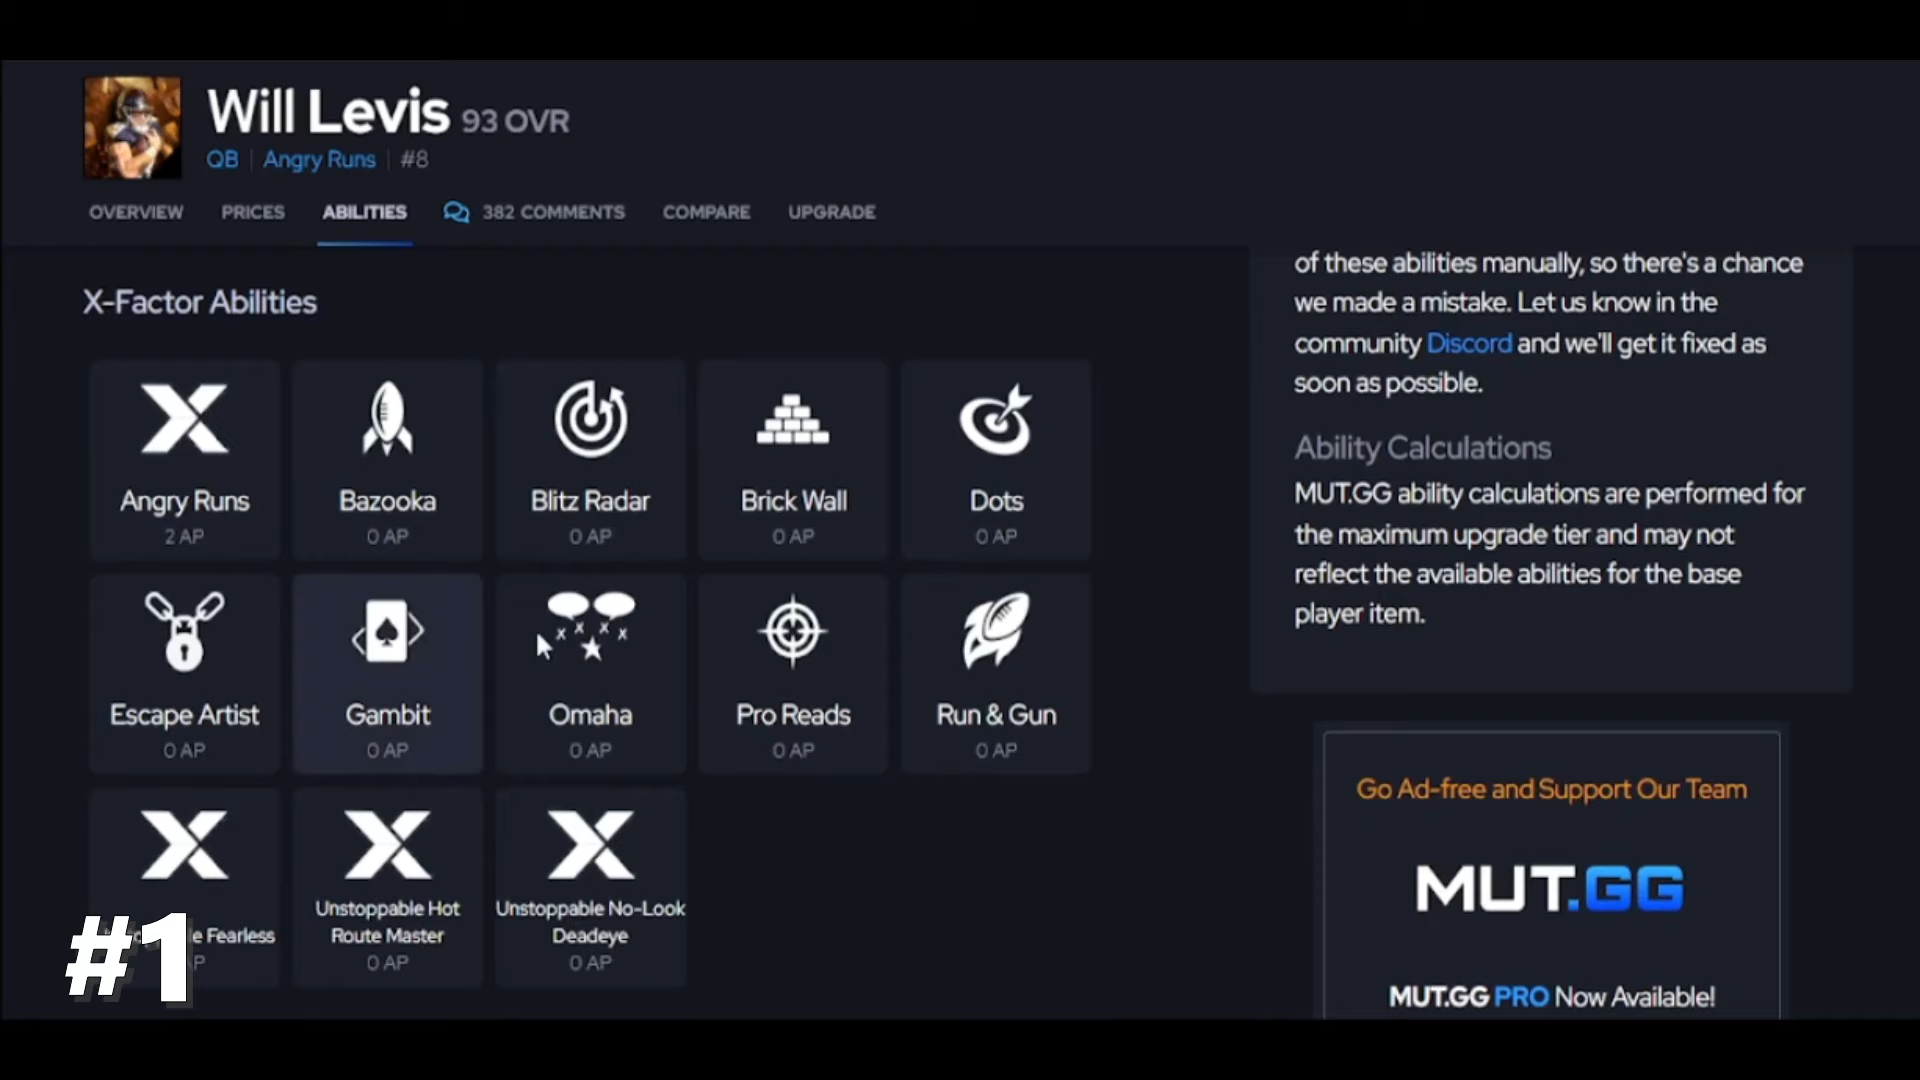 Will Levis 93 OVR
QB Angry Runs #8
OVERVIEW PRICES ABILITIES 382 COMMENTS COMPARE UPGRADE
X-Factor Abilities
Angry Runs
2 AP
Bazooka
0 AP
Blitz Radar
0 AP
Brick Wall
0 AP
Dots
0 AP
Escape Artist
0 AP
Gambit
0 AP
Omaha
0 AP
Pro Reads
0 AP
Run & Gun
0 AP
Fearless
Unstoppable Hot
Route Master
0 AP
Unstoppable No-Look
Deadeye
0 AP
#1
of these abilities manually, so there's a chance
we made a mistake. Let us know in the
community Discord and we'll get it fixed as
soon as possible.
Ability Calculations
MUT.GG ability calculations are performed for
the maximum upgrade tier and may not
reflect the available abilities for the base
player item.
Go Ad-free and Support Our Team
MUT.GG
MUT.GG PRO Now Available!